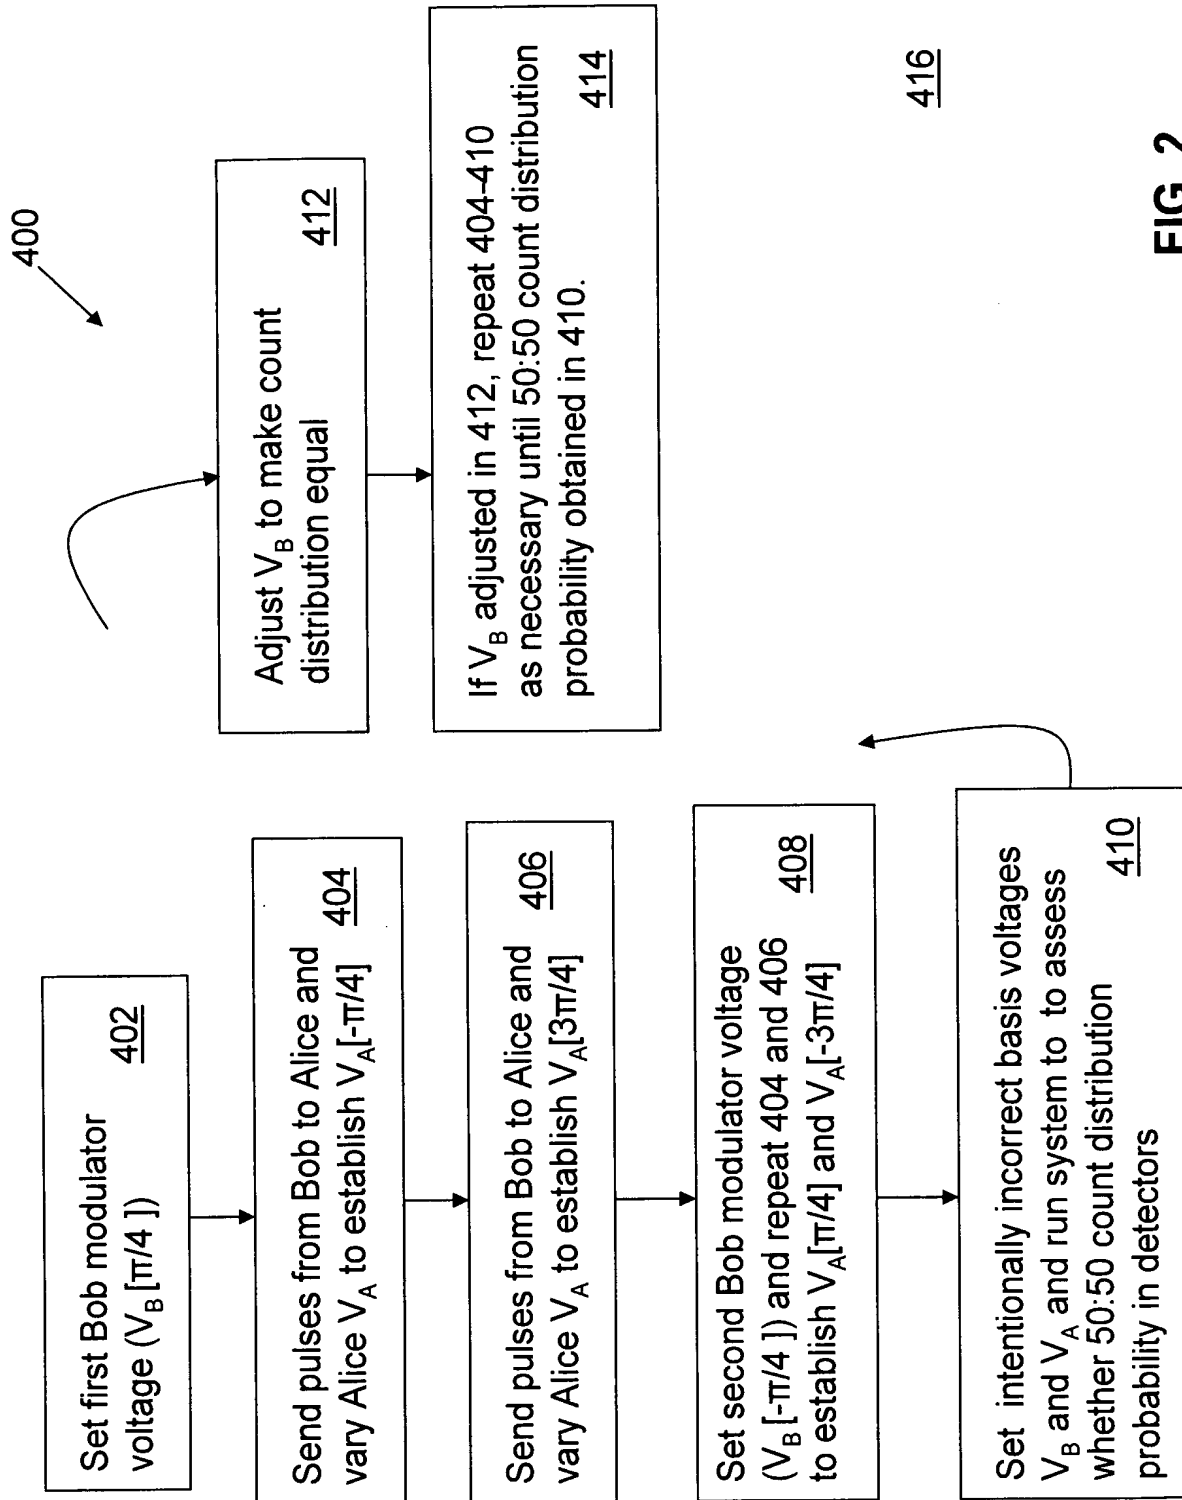 400
Set first Bob modulator
voltage (V_B [π/4 ])
402
Send pulses from Bob to Alice and
vary Alice V_A to establish V_A[-π/4]
404
Send pulses from Bob to Alice and
vary Alice V_A to establish V_A[3π/4]
406
Set second Bob modulator voltage
(V_B [-π/4 ]) and repeat 404 and 406
to establish V_A[π/4] and V_A[-3π/4]
408
Set intentionally incorrect basis voltages
V_B and V_A and run system to to assess
whether 50:50 count distribution
probability in detectors
410
Adjust V_B to make count
distribution equal
412
If V_B adjusted in 412, repeat 404-410
as necessary until 50:50 count distribution
probability obtained in 410.
414
416
FIG. 2